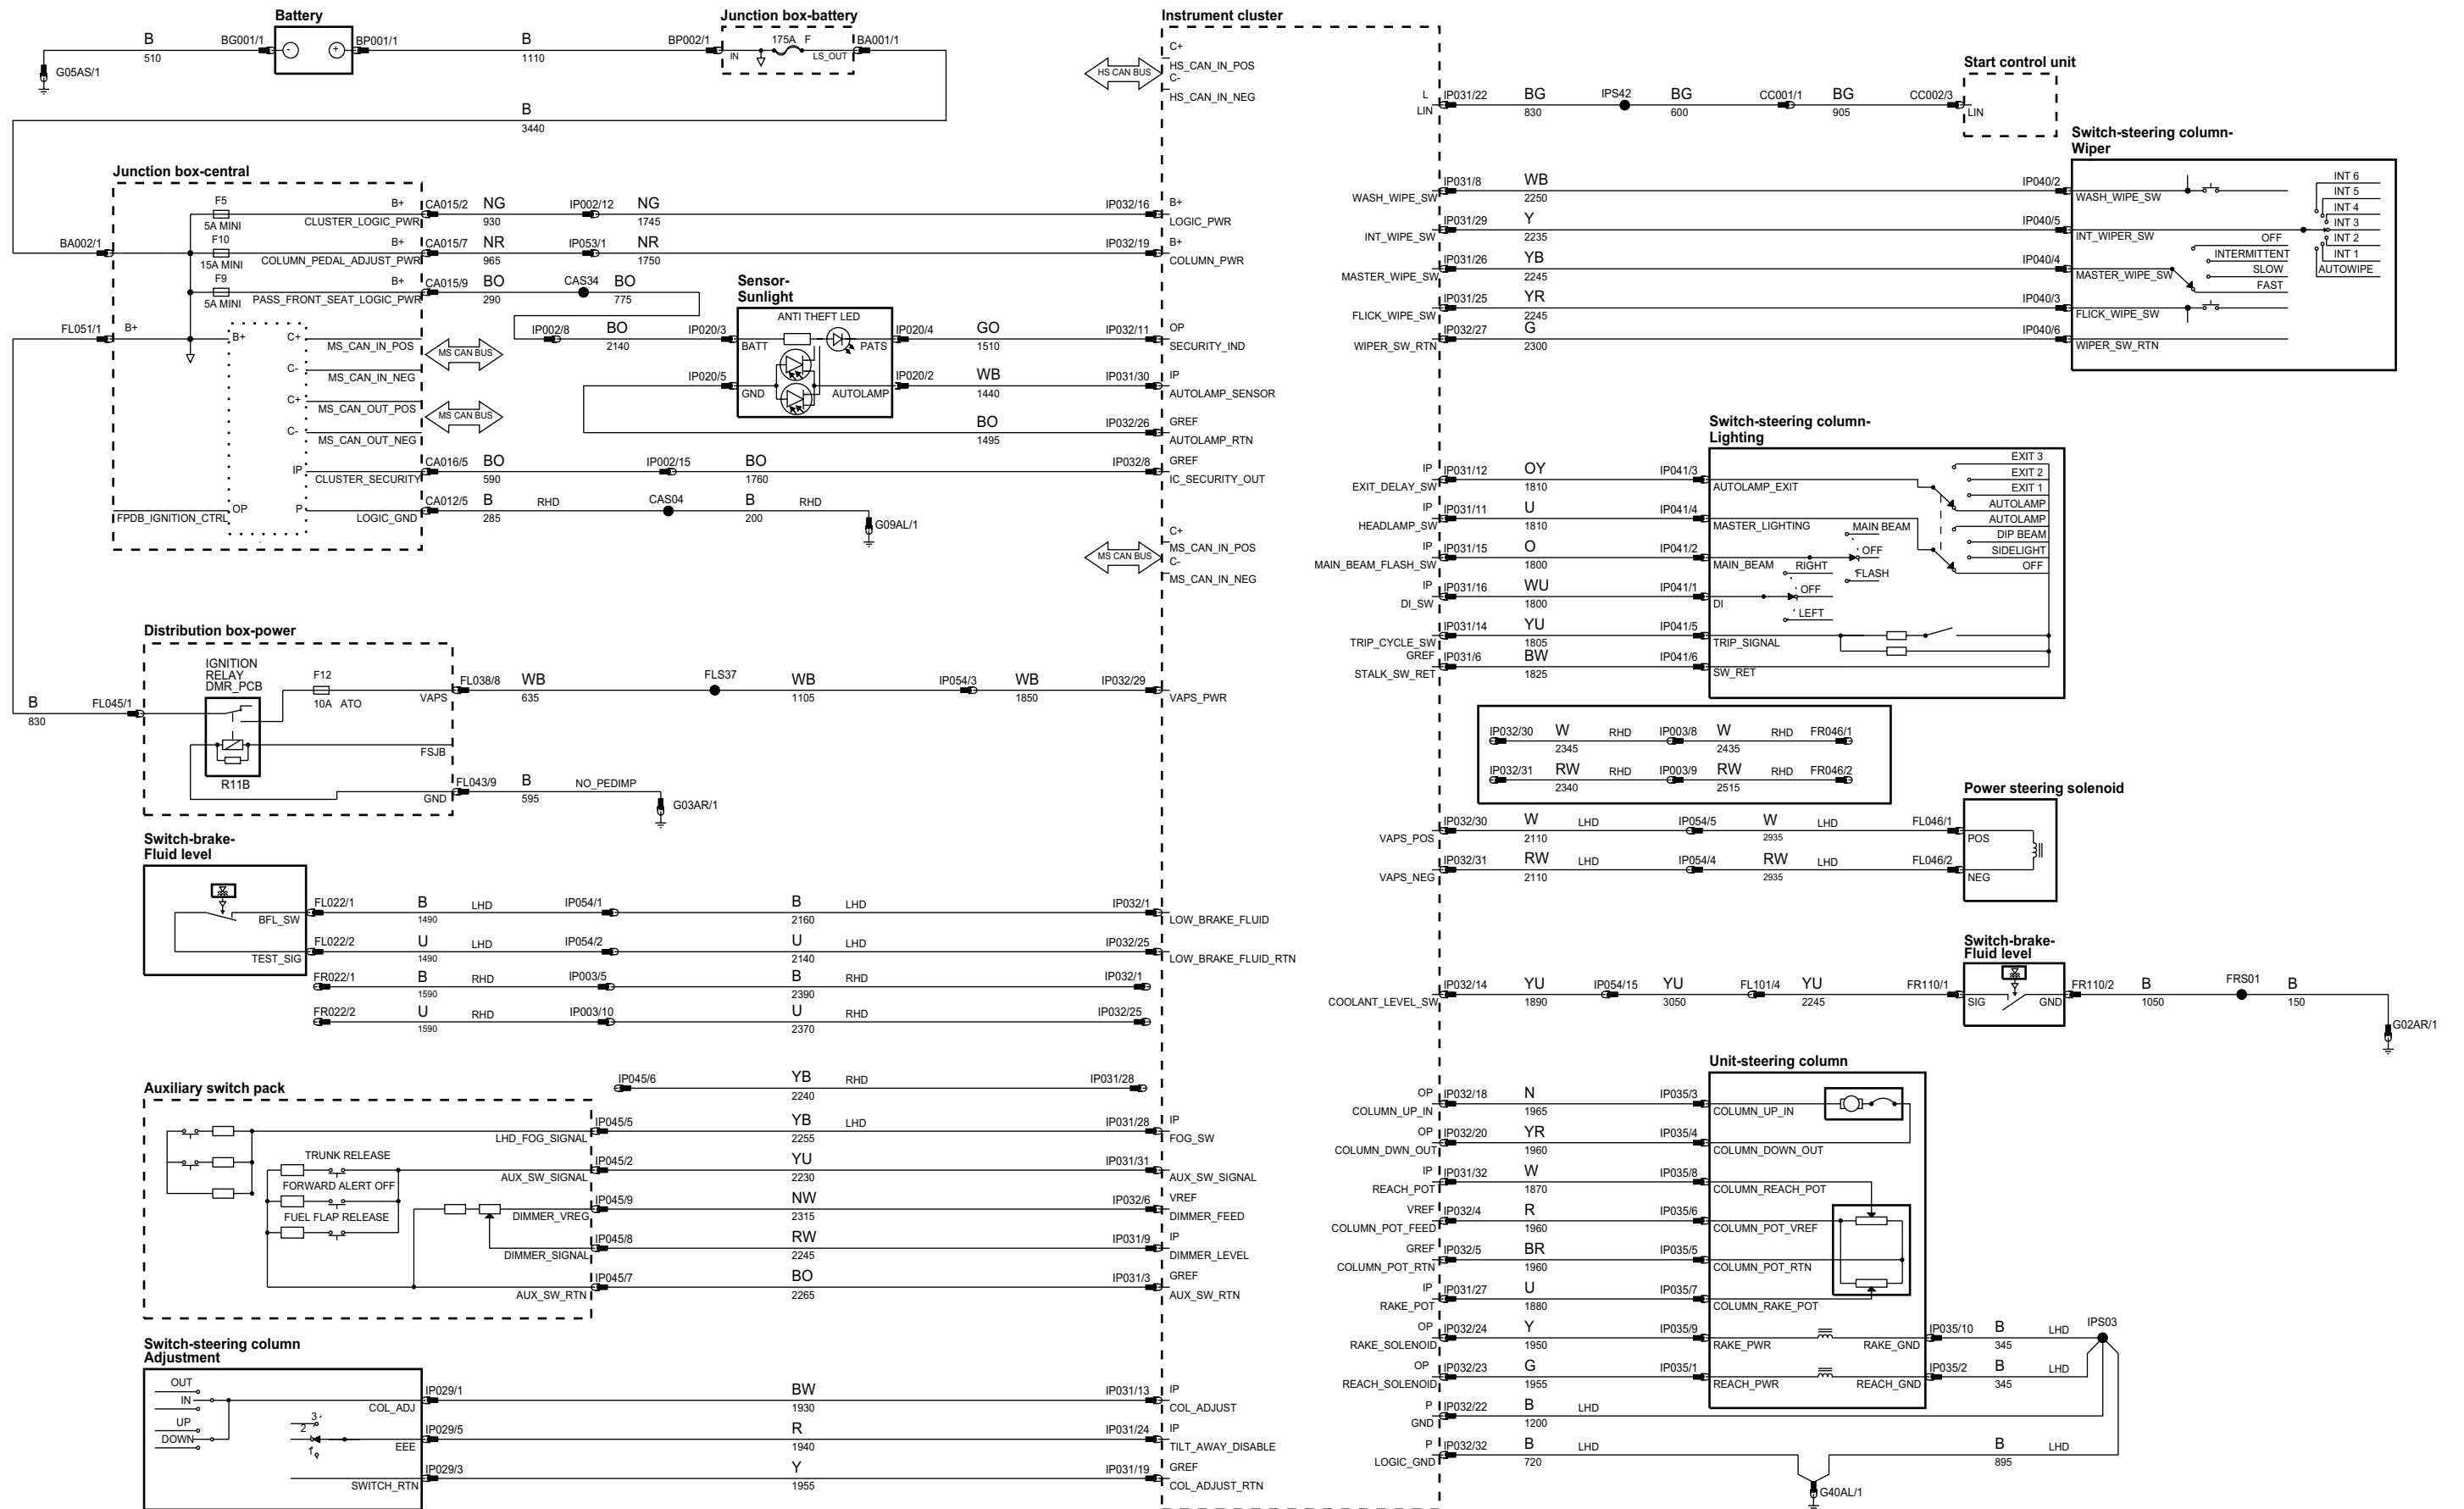 Battery
Junction box-battery
Instrument cluster
B
510
BG001/1
-
+
BP001/1
B
1110
BP002/1
IN
175A F
LS_OUT
BA001/1
G05AS/1
B
3440
HS CAN BUS
C+
HS_CAN_IN_POS
C-
HS_CAN_IN_NEG
L
LIN
IP031/22
BG
830
IPS42
BG
600
CC001/1
BG
905
CC002/3
Start control unit
LIN
Switch-steering column-
Wiper
WASH_WIPE_SW
IP031/8
WB
2250
IP040/2
WASH_WIPE_SW
INT_WIPE_SW
IP031/29
Y
2235
IP040/5
INT_WIPER_SW
MASTER_WIPE_SW
IP031/26
YB
2245
IP040/4
MASTER_WIPE_SW
FLICK_WIPE_SW
IP031/25
YR
2245
IP040/3
FLICK_WIPE_SW
WIPER_SW_RTN
IP032/27
G
2300
IP040/6
WIPER_SW_RTN
INT 6
INT 5
INT 4
INT 3
INT 2
INT 1
AUTOWIPE
OFF
INTERMITTENT
SLOW
FAST
Junction box-central
BA002/1
FL051/1
B+
F5
5A MINI
B+
CLUSTER_LOGIC_PWR
CA015/2
NG
930
IP002/12
NG
1745
IP032/16
B+
LOGIC_PWR
F10
15A MINI
B+
COLUMN_PEDAL_ADJUST_PWR
CA015/7
NR
965
IP053/1
NR
1750
IP032/19
B+
COLUMN_PWR
F9
5A MINI
B+
PASS_FRONT_SEAT_LOGIC_PWR
CA015/9
BO
290
CAS34
BO
775
IP002/8
BO
2140
IP020/3
Sensor-
Sunlight
ANTI THEFT LED
BATT
PATS
GND
AUTOLAMP
IP020/4
GO
1510
IP032/11
OP
SECURITY_IND
IP020/5
IP020/2
WB
1440
IP031/30
IP
AUTOLAMP_SENSOR
BO
1495
IP032/26
GREF
AUTOLAMP_RTN
B+
C+
MS_CAN_IN_POS
C-
MS_CAN_IN_NEG
MS CAN BUS
C+
MS_CAN_OUT_POS
C-
MS_CAN_OUT_NEG
MS CAN BUS
IP
CLUSTER_SECURITY
CA016/5
BO
590
IP002/15
BO
1760
IP032/8
GREF
IC_SECURITY_OUT
FPDB_IGNITION_CTRL
OP
P
LOGIC_GND
CA012/5
B
285
RHD
CAS04
B
200
RHD
G09AL/1
MS CAN BUS
C+
MS_CAN_IN_POS
C-
MS_CAN_IN_NEG
Switch-steering column-
Lighting
IP
EXIT_DELAY_SW
IP031/12
OY
1810
IP041/3
AUTOLAMP_EXIT
IP
HEADLAMP_SW
IP031/11
U
1810
IP041/4
MASTER_LIGHTING
IP
MAIN_BEAM_FLASH_SW
IP031/15
O
1800
IP041/2
MAIN_BEAM
IP
DI_SW
IP031/16
WU
1800
IP041/1
DI
TRIP_CYCLE_SW
IP031/14
YU
1805
IP041/5
TRIP_SIGNAL
GREF
STALK_SW_RET
IP031/6
BW
1825
IP041/6
SW_RET
MAIN BEAM
OFF
FLASH
RIGHT
OFF
LEFT
EXIT 3
EXIT 2
EXIT 1
AUTOLAMP
AUTOLAMP
DIP BEAM
SIDELIGHT
OFF
Distribution box-power
B
830
FL045/1
IGNITION
RELAY
DMR_PCB
R11B
F12
10A ATO
VAPS
FL038/8
WB
635
FLS37
WB
1105
IP054/3
WB
1850
IP032/29
VAPS_PWR
FSJB
GND
FL043/9
B
595
NO_PEDIMP
G03AR/1
IP032/30
W
2345
RHD
IP003/8
W
2435
RHD
FR046/1
IP032/31
RW
2340
RHD
IP003/9
RW
2515
RHD
FR046/2
Power steering solenoid
VAPS_POS
IP032/30
W
2110
LHD
IP054/5
W
2935
LHD
FL046/1
POS
VAPS_NEG
IP032/31
RW
2110
LHD
IP054/4
RW
2935
LHD
FL046/2
NEG
Switch-brake-
Fluid level
BFL_SW
FL022/1
B
1490
LHD
IP054/1
B
2160
LHD
IP032/1
LOW_BRAKE_FLUID
TEST_SIG
FL022/2
U
1490
LHD
IP054/2
U
2140
LHD
IP032/25
LOW_BRAKE_FLUID_RTN
FR022/1
B
1590
RHD
IP003/5
B
2390
RHD
IP032/1
FR022/2
U
1590
RHD
IP003/10
U
2370
RHD
IP032/25
Switch-brake-
Fluid level
COOLANT_LEVEL_SW
IP032/14
YU
1890
IP054/15
YU
3050
FL101/4
YU
2245
FR110/1
SIG
GND
FR110/2
B
1050
FRS01
B
150
G02AR/1
Auxiliary switch pack
IP045/6
YB
2240
RHD
IP031/28
LHD_FOG_SIGNAL
IP045/5
YB
2255
LHD
IP031/28
IP
FOG_SW
TRUNK RELEASE
FORWARD ALERT OFF
FUEL FLAP RELEASE
AUX_SW_SIGNAL
IP045/2
YU
2230
IP031/31
AUX_SW_SIGNAL
DIMMER_VREG
IP045/9
NW
2315
IP032/6
VREF
DIMMER_FEED
DIMMER_SIGNAL
IP045/8
RW
2245
IP031/9
IP
DIMMER_LEVEL
AUX_SW_RTN
IP045/7
BO
2265
IP031/3
GREF
AUX_SW_RTN
Unit-steering column
OP
COLUMN_UP_IN
IP032/18
N
1965
IP035/3
COLUMN_UP_IN
OP
COLUMN_DWN_OUT
IP032/20
YR
1960
IP035/4
COLUMN_DOWN_OUT
IP
REACH_POT
IP031/32
W
1870
IP035/8
COLUMN_REACH_POT
VREF
COLUMN_POT_FEED
IP032/4
R
1960
IP035/6
COLUMN_POT_VREF
GREF
COLUMN_POT_RTN
IP032/5
BR
1960
IP035/5
COLUMN_POT_RTN
IP
RAKE_POT
IP031/27
U
1880
IP035/7
COLUMN_RAKE_POT
OP
RAKE_SOLENOID
IP032/24
Y
1950
IP035/9
RAKE_PWR
RAKE_GND
IP035/10
B
345
LHD
IPS03
OP
REACH_SOLENOID
IP032/23
G
1955
IP035/1
REACH_PWR
REACH_GND
IP035/2
B
345
LHD
P
GND
IP032/22
B
1200
LHD
P
LOGIC_GND
IP032/32
B
720
LHD
B
895
LHD
G40AL/1
Switch-steering column
Adjustment
OUT
IN
UP
DOWN
3
2
1
COL_ADJ
IP029/1
BW
1930
IP031/13
IP
COL_ADJUST
EEE
IP029/5
R
1940
IP031/24
IP
TILT_AWAY_DISABLE
SWITCH_RTN
IP029/3
Y
1955
IP031/19
GREF
COL_ADJUST_RTN